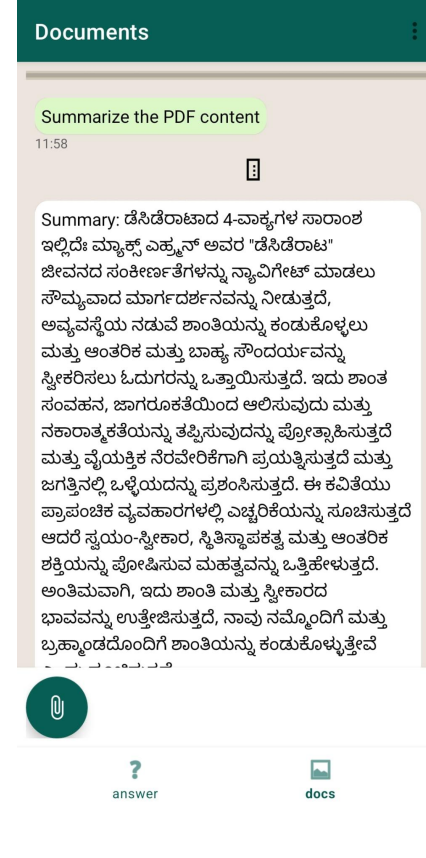 Documents
Summarize the PDF content
11:58
Summary: ಡೆಸಿಡೆರಾಟಾದ 4-ವಾಕ್ಯಗಳ ಸಾರಾಂಶ
ಇಲ್ಲಿದೆ: ಮ್ಯಾಕ್ಸ್ ಎಹ್ರ್ಮನ್ ಅವರ "ಡೆಸಿಡೆರಾಟ"
ಜೀವನದ ಸಂಕೀರ್ಣತೆಗಳನ್ನು ನ್ಯಾವಿಗೇಟ್ ಮಾಡಲು
ಸೌಮ್ಯವಾದ ಮಾರ್ಗದರ್ಶನವನ್ನು ನೀಡುತ್ತದೆ,
ಅವ್ಯವಸ್ಥೆಯ ನಡುವೆ ಶಾಂತಿಯನ್ನು ಕಂಡುಕೊಳ್ಳಲು
ಮತ್ತು ಆಂತರಿಕ ಮತ್ತು ಬಾಹ್ಯ ಸೌಂದರ್ಯವನ್ನು
ಸ್ವೀಕರಿಸಲು ಓದುಗರನ್ನು ಒತ್ತಾಯಿಸುತ್ತದೆ. ಇದು ಶಾಂತ
ಸಂವಹನ, ಜಾಗರೂಕತೆಯಿಂದ ಆಲಿಸುವುದು ಮತ್ತು
ನಕಾರಾತ್ಮಕತೆಯನ್ನು ತಪ್ಪಿಸುವುದನ್ನು ಪ್ರೋತ್ಸಾಹಿಸುತ್ತದೆ
ಮತ್ತು ವೈಯಕ್ತಿಕ ನೆರವೇರಿಕೆಗಾಗಿ ಪ್ರಯತ್ನಿಸುತ್ತದೆ ಮತ್ತು
ಜಗತ್ತಿನಲ್ಲಿ ಒಳ್ಳೆಯದನ್ನು ಪ್ರಶಂಸಿಸುತ್ತದೆ. ಈ ಕವಿತೆಯು
ಪ್ರಾಪಂಚಿಕ ವ್ಯವಹಾರಗಳಲ್ಲಿ ಎಚ್ಚರಿಕೆಯನ್ನು ಸೂಚಿಸುತ್ತದೆ
ಆದರೆ ಸ್ವಯಂ-ಸ್ವೀಕಾರ, ಸ್ಥಿತಿಸ್ಥಾಪಕತ್ವ ಮತ್ತು ಆಂತರಿಕ
ಶಕ್ತಿಯನ್ನು ಪೋಷಿಸುವ ಮಹತ್ವವನ್ನು ಒತ್ತಿಹೇಳುತ್ತದೆ.
ಅಂತಿಮವಾಗಿ, ಇದು ಶಾಂತಿ ಮತ್ತು ಸ್ವೀಕಾರದ
ಭಾವವನ್ನು ಉತ್ತೇಜಿಸುತ್ತದೆ, ನಾವು ನಮ್ಮೊಂದಿಗೆ ಮತ್ತು
ಬ್ರಹ್ಮಾಂಡದೊಂದಿಗೆ ಶಾಂತಿಯನ್ನು ಕಂಡುಕೊಳ್ಳುತ್ತೇವೆ
answer
docs